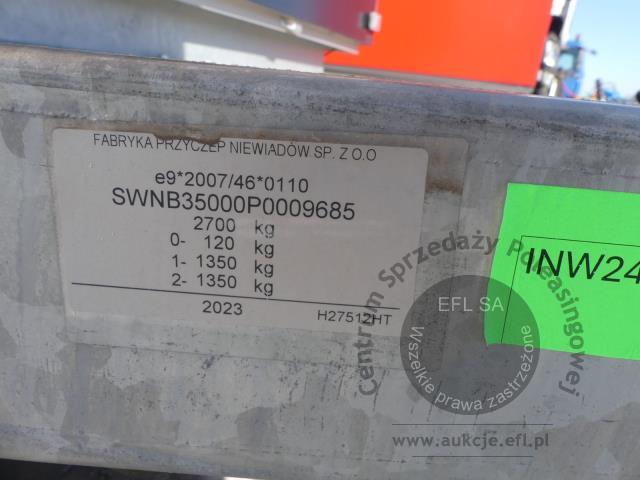 FABRYKA PRZYCZEP NIEWIADÓW SP. Z O.O
e9*2007/46*0110
SWNB35000P0009685
2700 kg
0- 120 kg
1- 1350 kg
2- 1350 kg
2023 H27512HT
INW24
Centrum Sprzedaży Poleasingowej
EFL SA
Wszelkie prawa zastrzeżone
www.aukcje.efl.pl